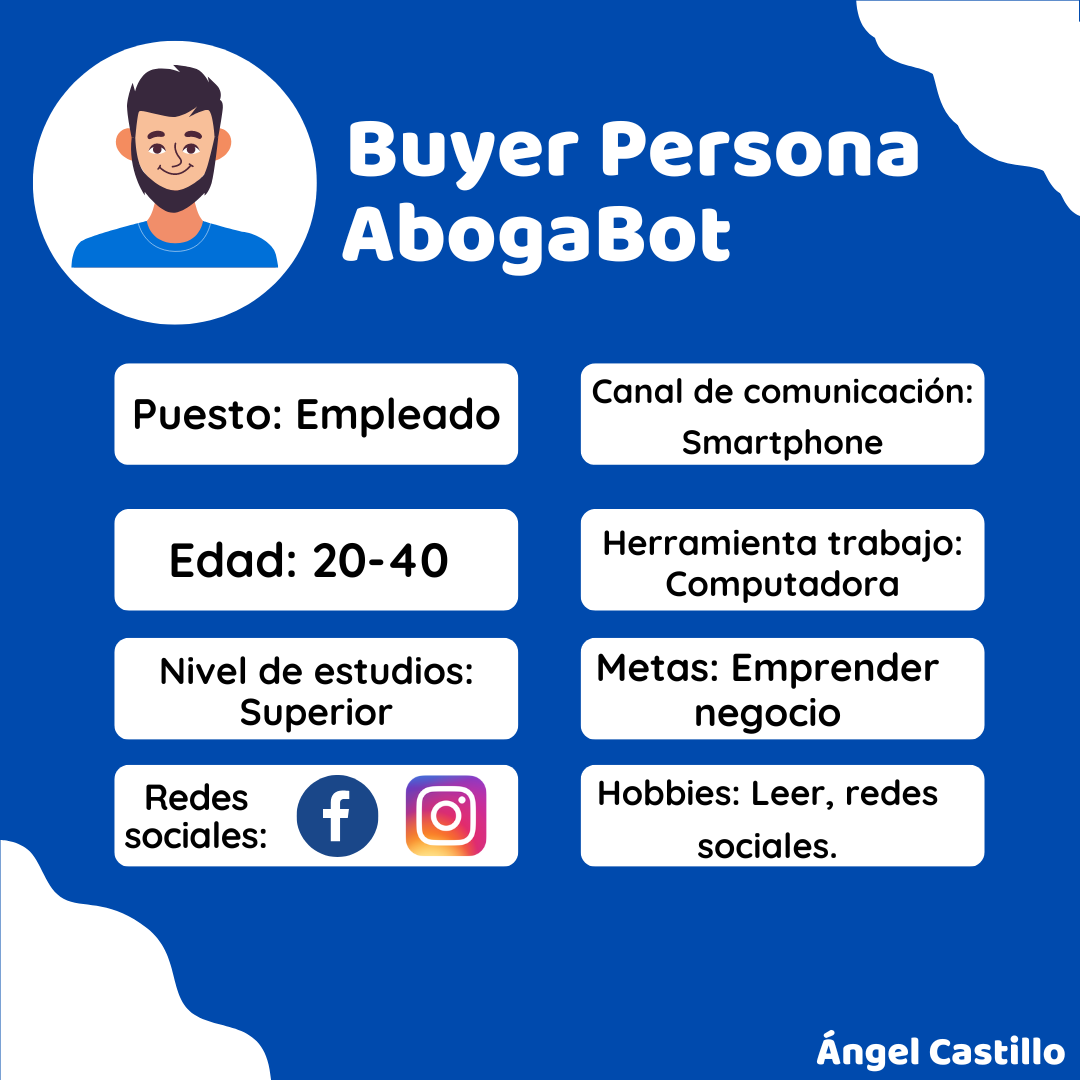 Buyer Persona
AbogaBot
Puesto: Empleado
Canal de comunicación:
Smartphone
Edad: 20-40
Herramienta trabajo:
Computadora
Nivel de estudios:
Superior
Metas: Emprender
negocio
Redes
sociales:
Hobbies: Leer, redes
sociales.
Ángel Castillo